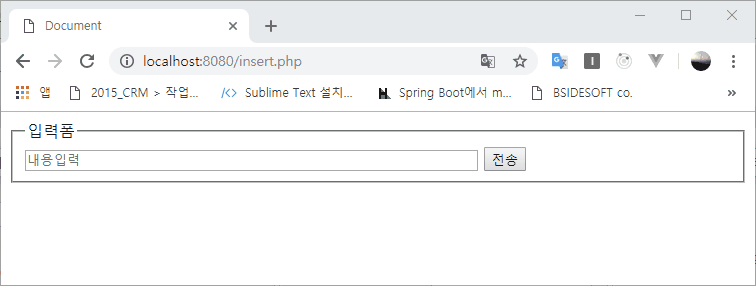 Document
localhost:8080/insert.php
앱 2015_CRM > 작업... Sublime Text 설치... Spring Boot에서 m... BSIDESOFT co.
입력폼
내용입력 전송